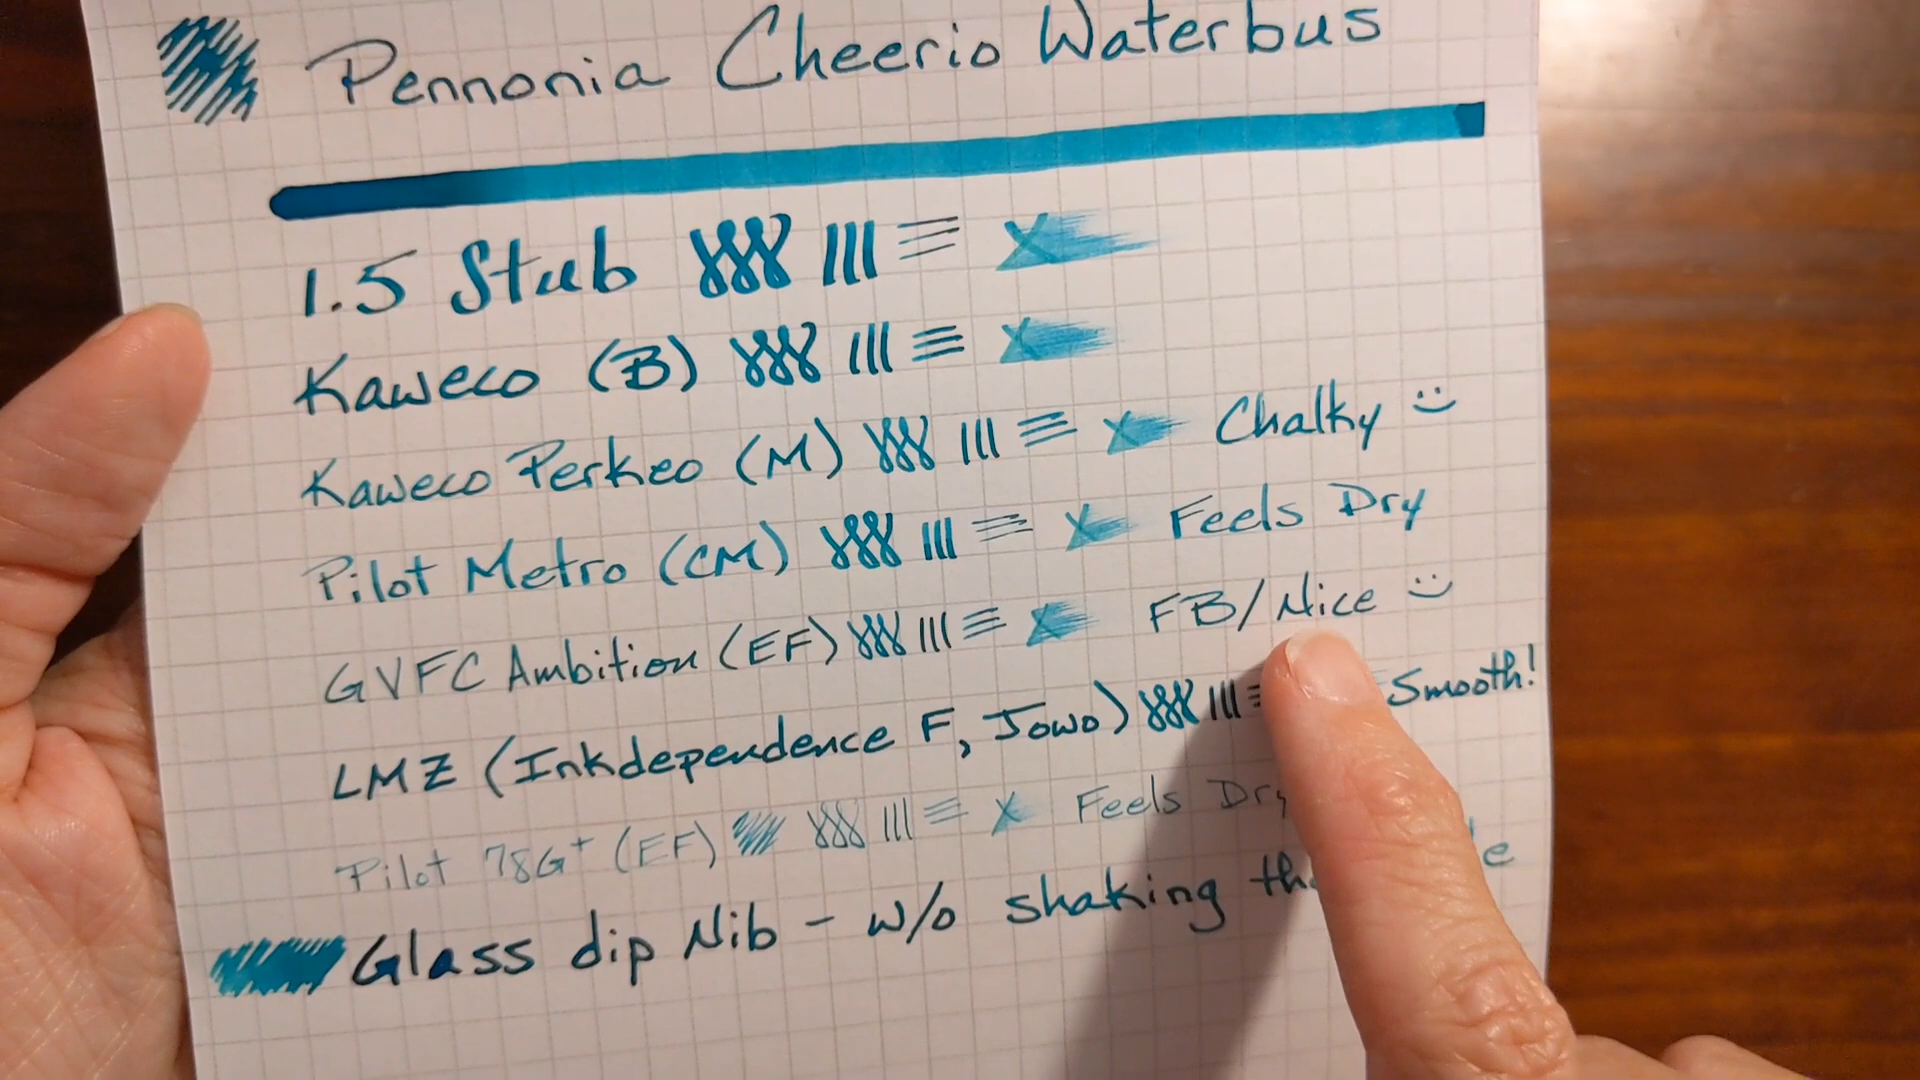 Pennonia Cheerio Waterbus
1.5 Stub
Kaweco (B)
Kaweco Perkeo (M) Chalky :)
Pilot Metro (CM) Feels Dry
GVFC Ambition (EF) FB/Nice :)
LMZ (Inkdependence F, Jowo) Smooth!
Pilot 78G+ (EF) Feels Dry
Glass dip Nib - w/o shaking